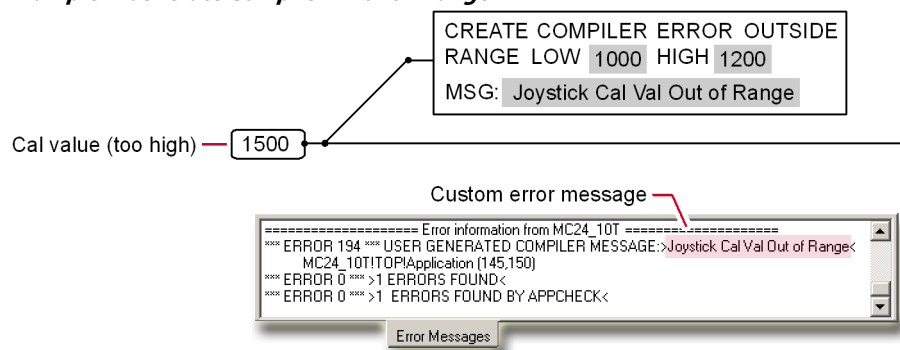 CREATE COMPILER ERROR OUTSIDE
RANGE LOW 1000 HIGH 1200
MSG: Joystick Cal Val Out of Range
Cal value (too high)
1500
Custom error message
==================== Error information from MC24_10T ====================
*** ERROR 194 *** USER GENERATED COMPILER MESSAGE:>Joystick Cal Val Out of Range<
MC24_10T!TOP!Application (145,150)
*** ERROR 0 *** >1 ERRORS FOUND<
*** ERROR 0 *** >1 ERRORS FOUND BY APPCHECK<
Error Messages